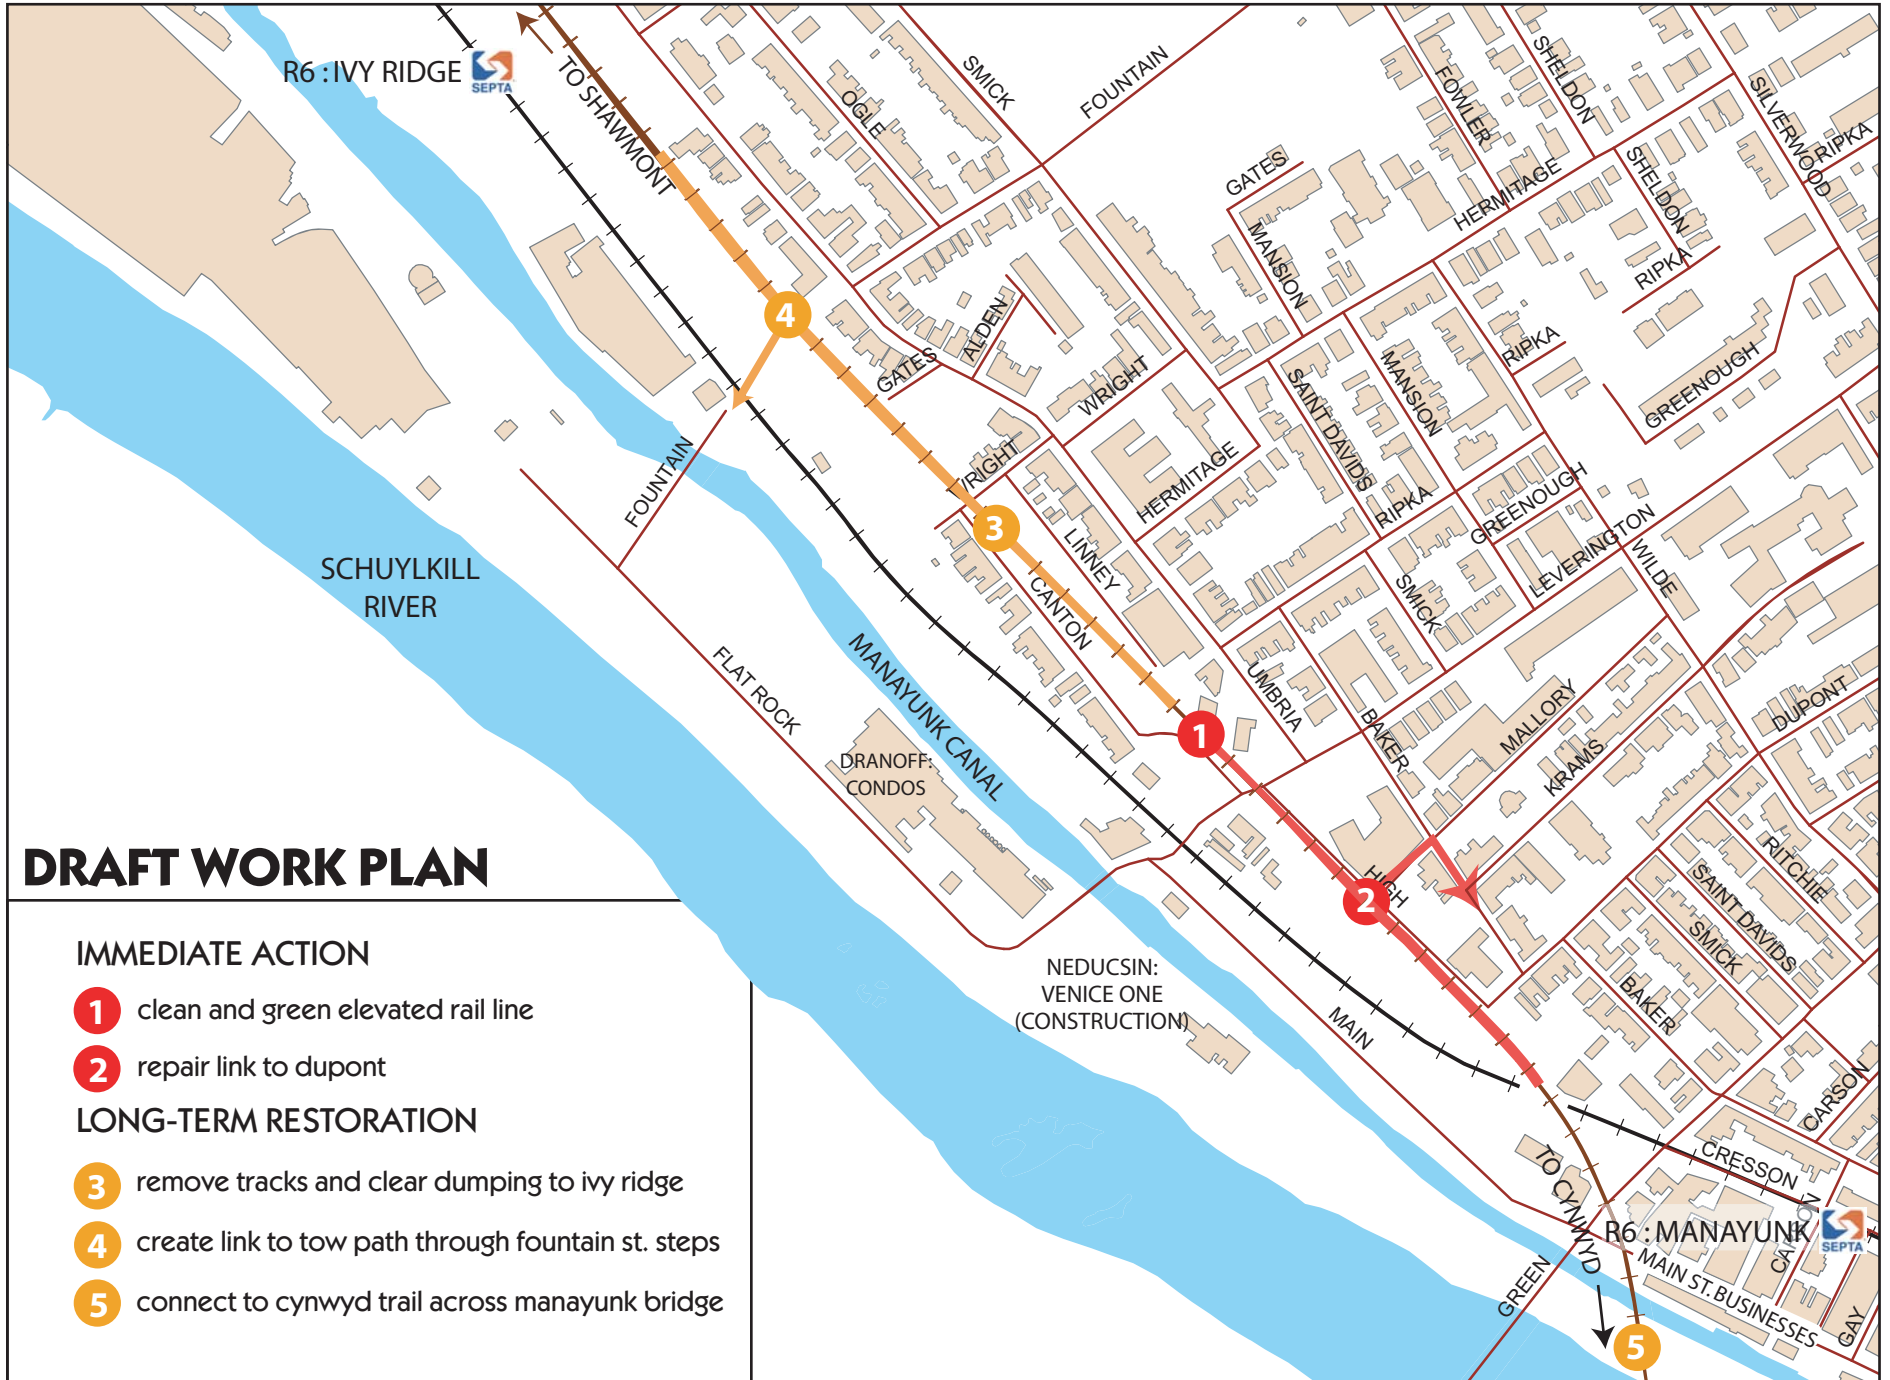 R6 : IVY RIDGE
SEPTA
TO SHAWMONT
OGLE
SMICK
FOUNTAIN
FOWLER
SHELDON
SILVERWOOD
RIPKA
GATES
HERMITAGE
SHELDON
MANSION
RIPKA
4
GATES
ALDEN
WRIGHT
RIPKA
MANSION
SAINT DAVIDS
GREENOUGH
FOUNTAIN
3
HERMITAGE
RIPKA
GREENOUGH
LEVERINGTON
WILDE
LINNEY
CANTON
SMICK
SCHUYLKILL
RIVER
FLAT ROCK
MANAYUNK CANAL
UMBRIA
BAKER
MALLORY
KRAMS
DUPONT
1
DRANOFF:
CONDOS
HIGH
2
RITCHIE
SAINT DAVIDS
SMICK
BAKER
NEDUCSIN:
VENICE ONE
(CONSTRUCTION)
MAIN
CARSON
CRESSON
TO CYNWYD
R6 : MANAYUNK
SEPTA
GREEN
MAIN ST. BUSINESSES
GAY
5
DRAFT WORK PLAN
IMMEDIATE ACTION
1 clean and green elevated rail line
2 repair link to dupont
LONG-TERM RESTORATION
3 remove tracks and clear dumping to ivy ridge
4 create link to tow path through fountain st. steps
5 connect to cynwyd trail across manayunk bridge